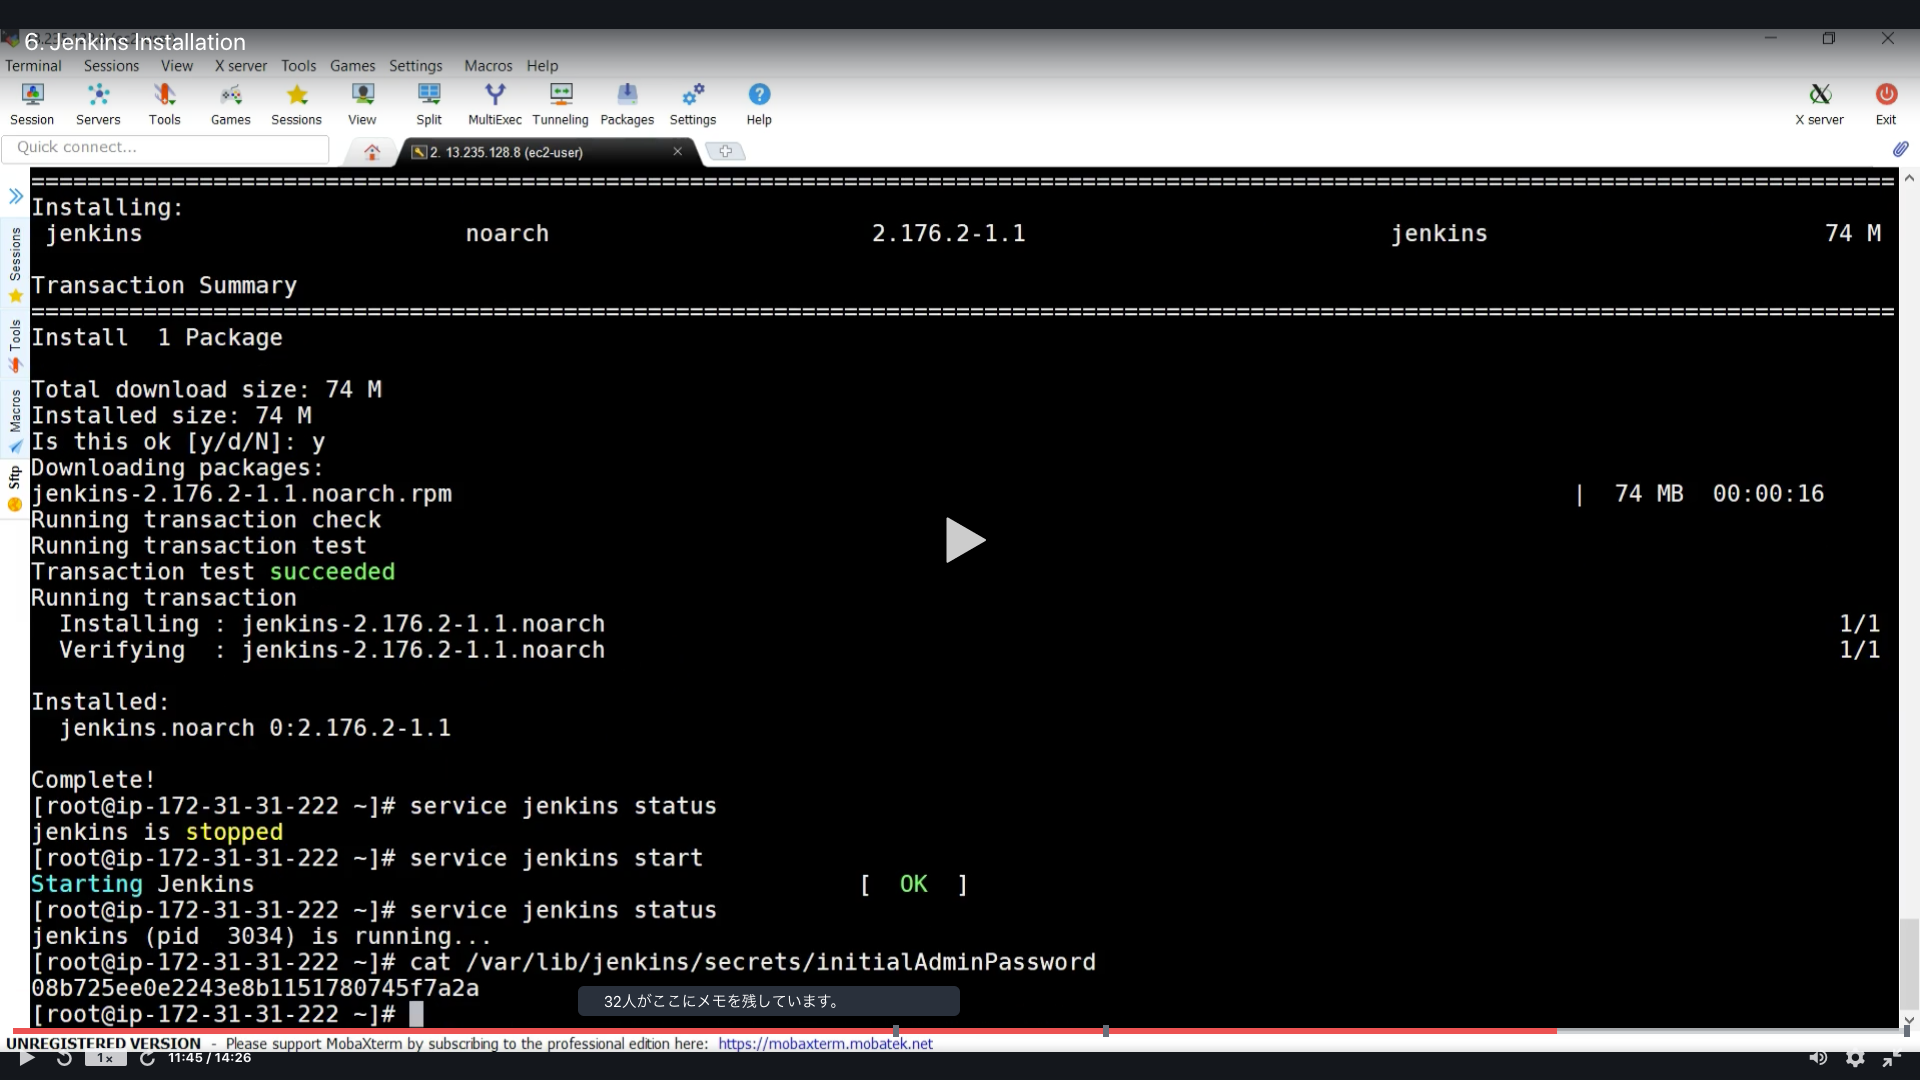 6. Jenkins Installation
Terminal Sessions View X server Tools Games Settings Macros Help
Session Servers Tools Games Sessions View Split MultiExec Tunneling Packages Settings Help X server Exit
Quick connect...
2. 13.235.128.8 (ec2-user)
Sessions
Tools
Macros
Sftp
=====================================================================================================================================
Installing:
jenkins noarch 2.176.2-1.1 jenkins 74 M
Transaction Summary
=====================================================================================================================================
Install 1 Package
Total download size: 74 M
Installed size: 74 M
Is this ok [y/d/N]: y
Downloading packages:
jenkins-2.176.2-1.1.noarch.rpm | 74 MB 00:00:16
Running transaction check
Running transaction test
Transaction test succeeded
Running transaction
Installing : jenkins-2.176.2-1.1.noarch 1/1
Verifying : jenkins-2.176.2-1.1.noarch 1/1
Installed:
jenkins.noarch 0:2.176.2-1.1
Complete!
[root@ip-172-31-31-222 ~]# service jenkins status
jenkins is stopped
[root@ip-172-31-31-222 ~]# service jenkins start
Starting Jenkins [ OK ]
[root@ip-172-31-31-222 ~]# service jenkins status
jenkins (pid 3034) is running...
[root@ip-172-31-31-222 ~]# cat /var/lib/jenkins/secrets/initialAdminPassword
08b725ee0e2243e8b1151780745f7a2a
[root@ip-172-31-31-222 ~]#
32人がここにメモを残しています。
UNREGISTERED VERSION - Please support MobaXterm by subscribing to the professional edition here: https://mobaxterm.mobatek.net
1x 11:45 / 14:26